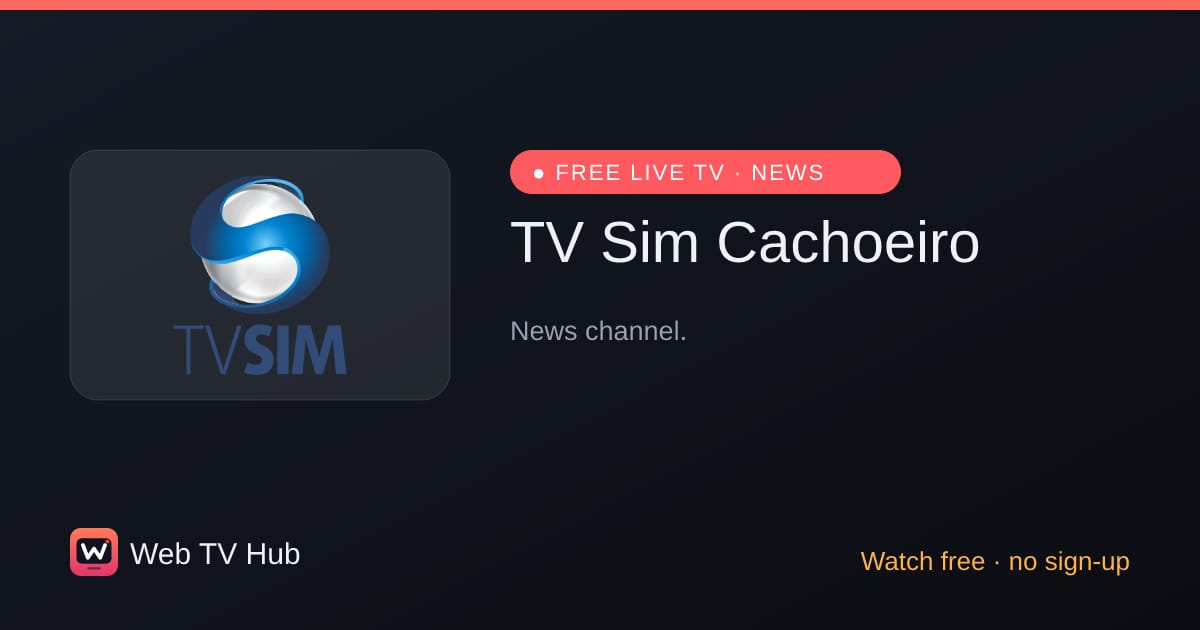 FREE LIVE TV · NEWS
TV Sim Cachoeiro
News channel.
TVSIM
W Web TV Hub
Watch free · no sign-up